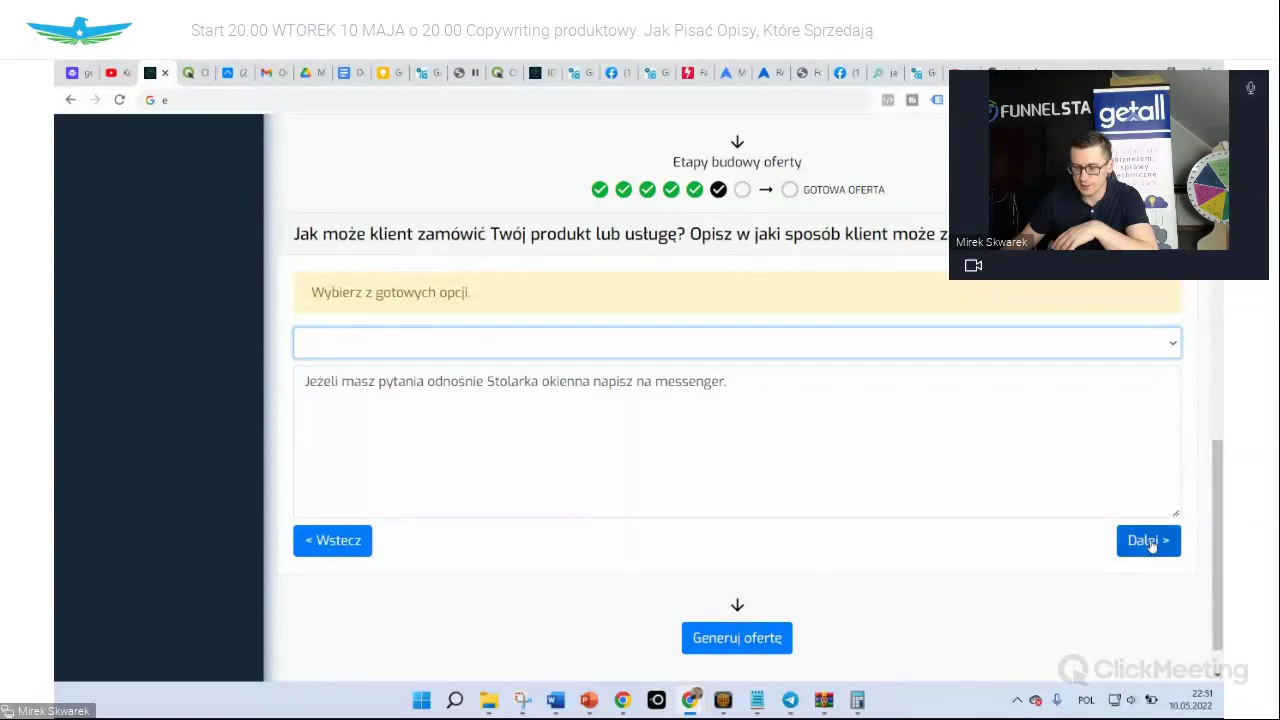 Start 20.00 WTOREK 10 MAJA o 20.00 Copywriting produktowy. Jak Pisać Opisy, Które Sprzedają
e
FUNNELSTA
getall
biznesem,
sprawy
techniczne
Mirek Skwarek
Etapy budowy oferty
GOTOWA OFERTA
Jak może klient zamówić Twój produkt lub usługę? Opisz w jaki sposób klient może z
Wybierz z gotowych opcji.
Jeżeli masz pytania odnośnie Stolarka okienna napisz na messenger.
< Wstecz
Dalej >
Generuj ofertę
ClickMeeting
POL
22:51
10.05.2022
Mirek Skwarek